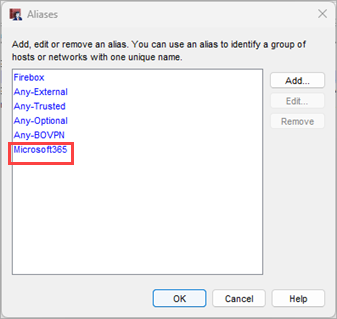 Aliases
Add, edit or remove an alias. You can use an alias to identify a group of
hosts or networks with one unique name.
Firebox
Any-External
Any-Trusted
Any-Optional
Any-BOVPN
Microsoft365
Add...
Edit...
Remove
OK
Cancel
Help